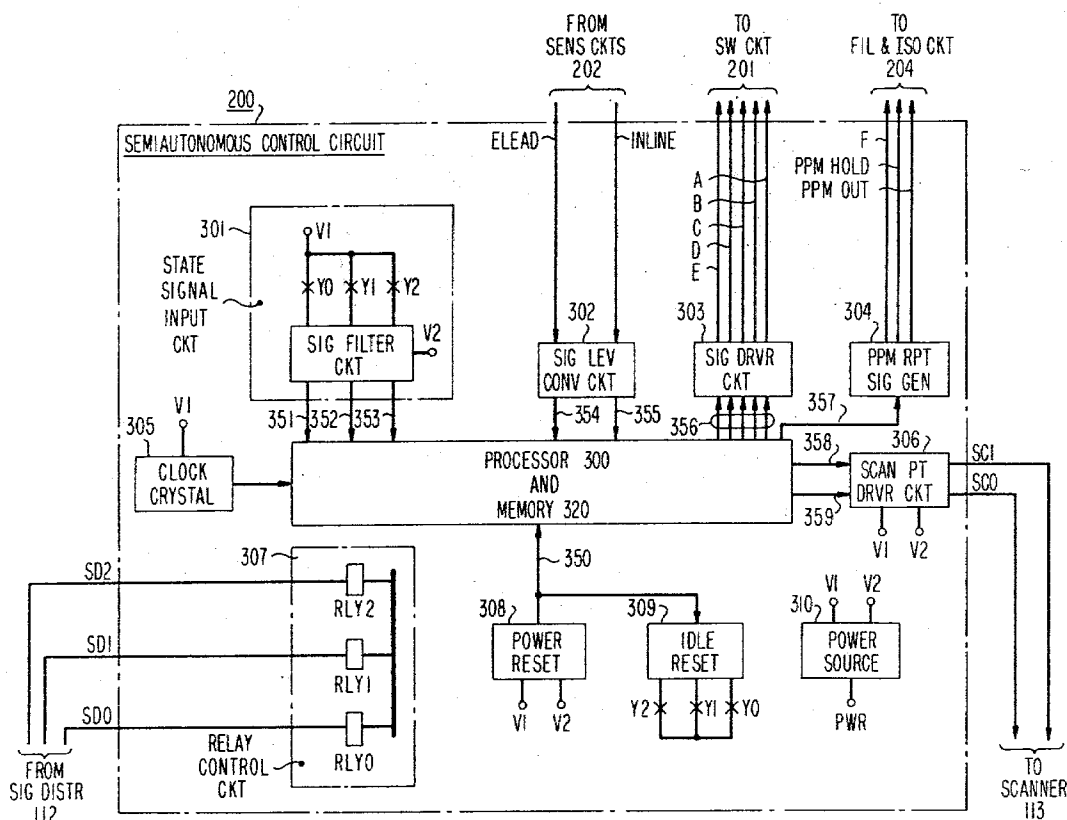 FROM
SENS CKTS
202
TO
SW CKT
201
TO
FIL & ISO CKT
204
200
SEMIAUTONOMOUS CONTROL CIRCUIT
ELEAD
INLINE
F
PPM HOLD
PPM OUT
A
B
C
D
E
301
STATE
SIGNAL
INPUT
CKT
V1
Y0
Y1
Y2
SIG FILTER
CKT
V2
302
SIG LEV
CONV CKT
303
SIG DRVR
CKT
304
PPM RPT
SIG GEN
351
352
353
354
355
356
357
V1
305
CLOCK
CRYSTAL
PROCESSOR 300
AND
MEMORY 320
358
359
306
SCAN PT
DRVR CKT
V1
V2
SC1
SC0
307
SD2
RLY2
SD1
RLY1
SD0
RLY0
RELAY
CONTROL
CKT
350
308
POWER
RESET
V1
V2
309
IDLE
RESET
Y2
Y1
Y0
V1
V2
310
POWER
SOURCE
PWR
FROM
SIG DISTR
112
TO
SCANNER
113